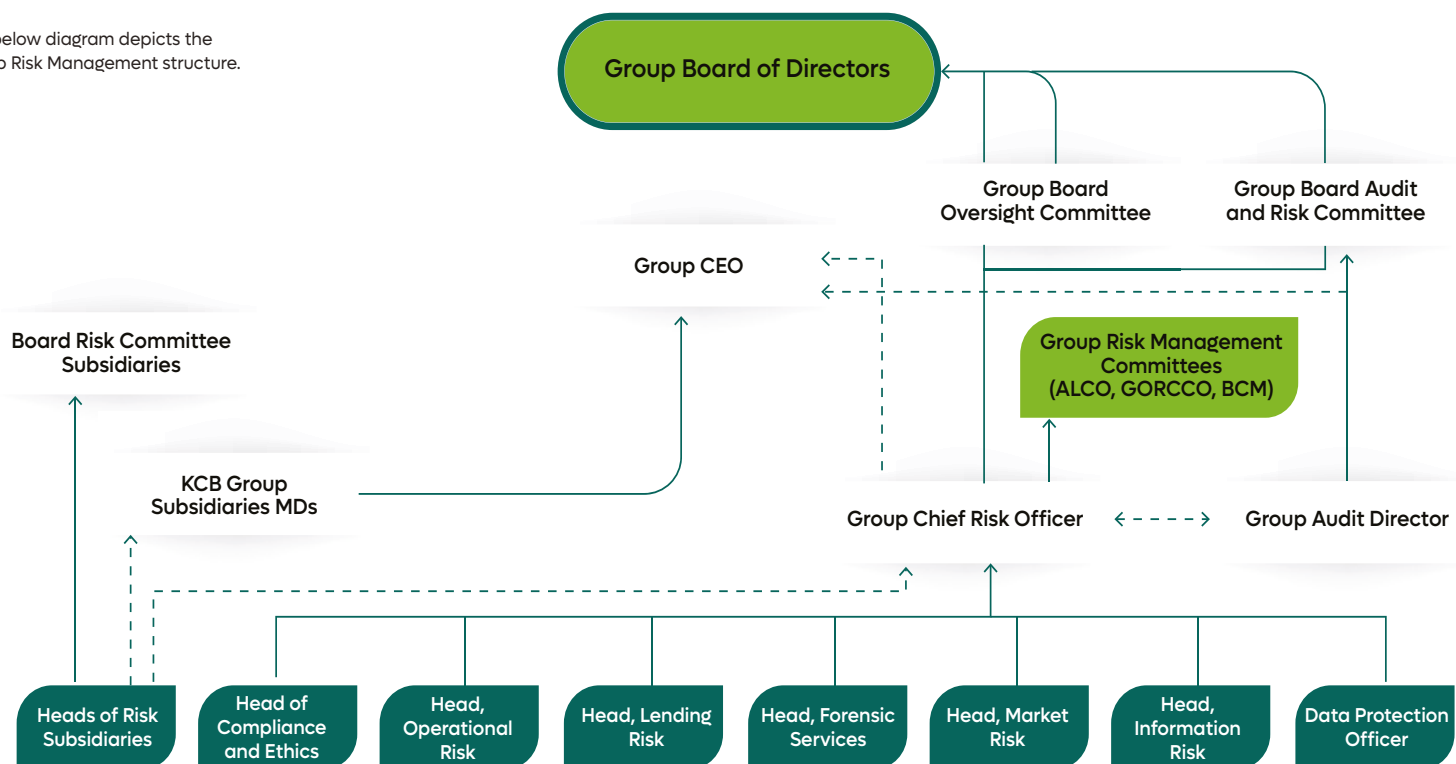 below diagram depicts the
Risk Management structure.
Group Board of Directors
Group Board
Oversight Committee
Group Board Audit
and Risk Committee
Group CEO
Board Risk Committee
Subsidiaries
Group Risk Management
Committees
(ALCO, GORCCO, BCM)
KCB Group
Subsidiaries MDs
Group Chief Risk Officer
Group Audit Director
Heads of Risk
Subsidiaries
Head of
Compliance
and Ethics
Head,
Operational
Risk
Head, Lending
Risk
Head, Forensic
Services
Head, Market
Risk
Head,
Information
Risk
Data Protection
Officer